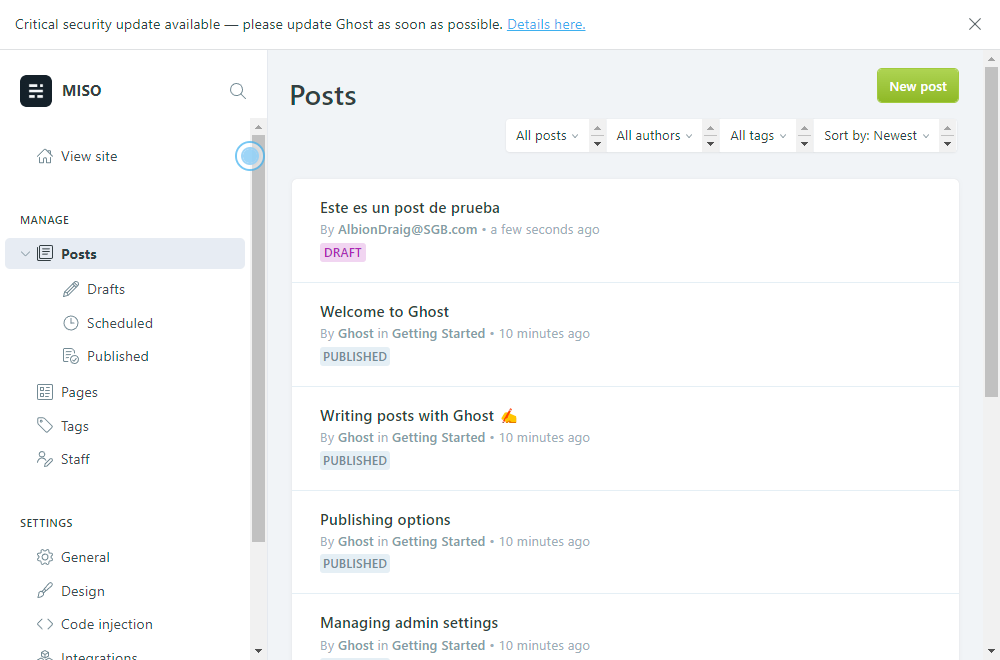 Critical security update available — please update Ghost as soon as possible. Details here.
MISO
View site
MANAGE
Posts
Drafts
Scheduled
Published
Pages
Tags
Staff
SETTINGS
General
Design
Code injection
Integrations
Posts
New post
All posts
All authors
All tags
Sort by: Newest
Este es un post de prueba
By AlbionDraig@SGB.com • a few seconds ago
DRAFT
Welcome to Ghost
By Ghost in Getting Started • 10 minutes ago
PUBLISHED
Writing posts with Ghost ✍️
By Ghost in Getting Started • 10 minutes ago
PUBLISHED
Publishing options
By Ghost in Getting Started • 10 minutes ago
PUBLISHED
Managing admin settings
By Ghost in Getting Started • 10 minutes ago